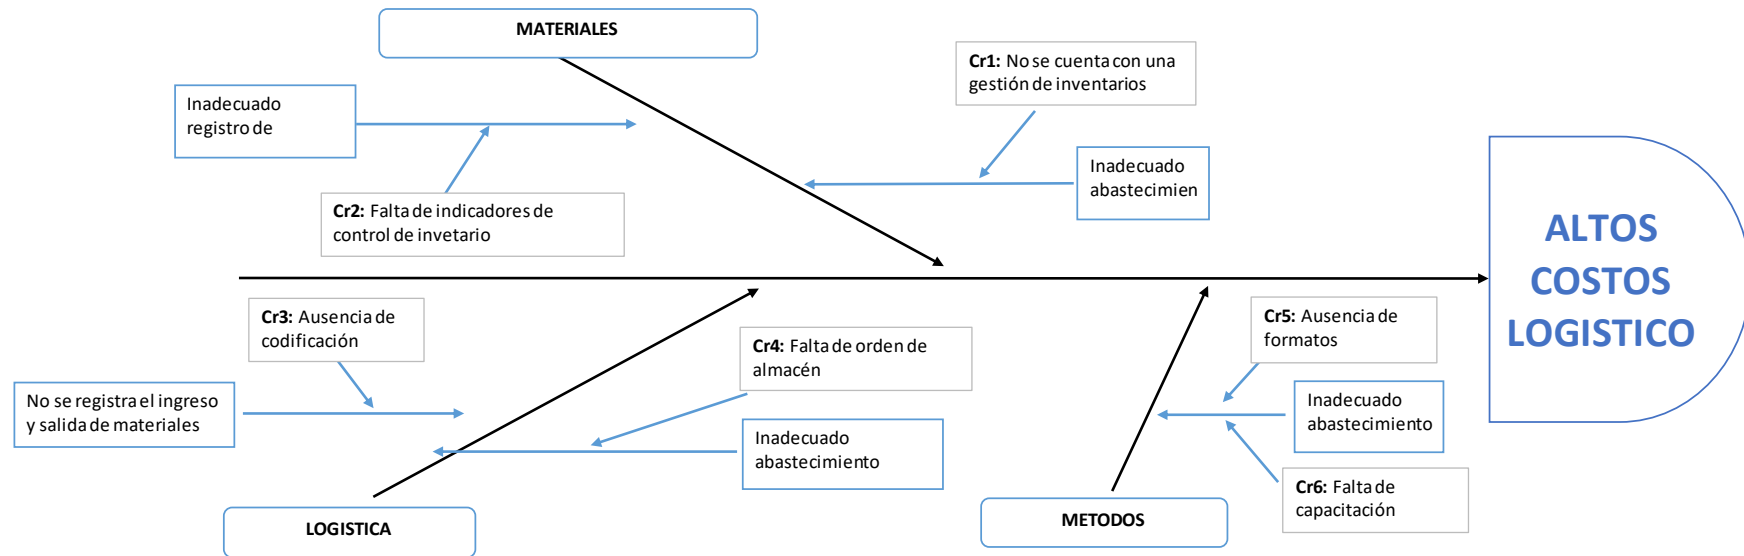 MATERIALES
Cr1: No se cuenta con una
gestión de inventarios
Inadecuado
registro de
Inadecuado
abastecimien
Cr2: Falta de indicadores de
control de invetario
ALTOS
COSTOS
LOGISTICO
Cr3: Ausencia de
codificación
Cr4: Falta de orden de
almacén
Cr5: Ausencia de
formatos
No se registra el ingreso
y salida de materiales
Inadecuado
abastecimiento
Inadecuado
abastecimiento
Cr6: Falta de
capacitación
LOGISTICA
METODOS